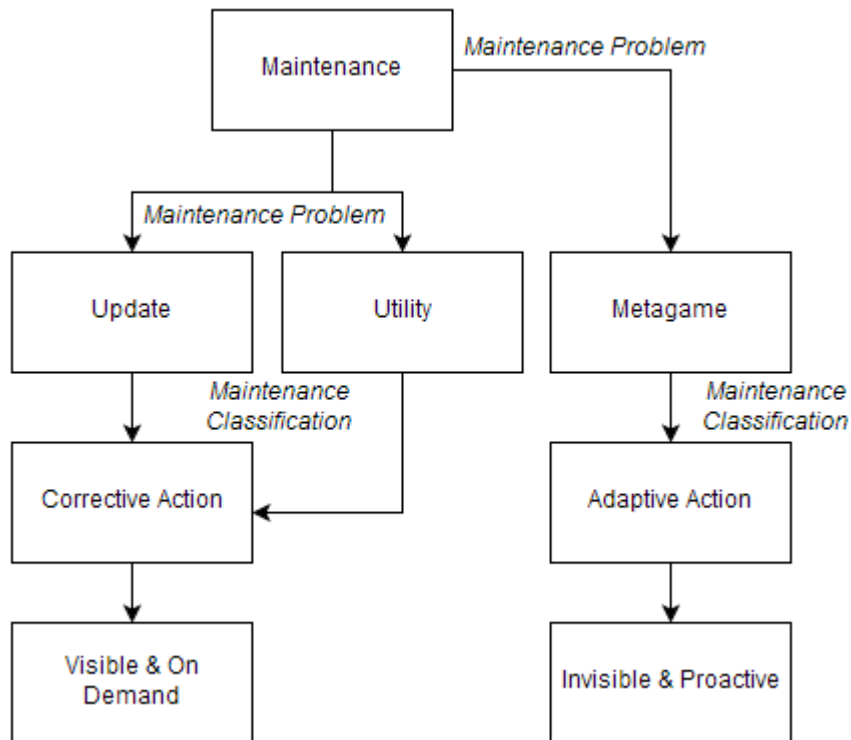 Maintenance Problem
Maintenance
Maintenance Problem
Update
Utility
Metagame
Maintenance
Classification
Maintenance
Classification
Corrective Action
Adaptive Action
Visible & On
Demand
Invisible & Proactive